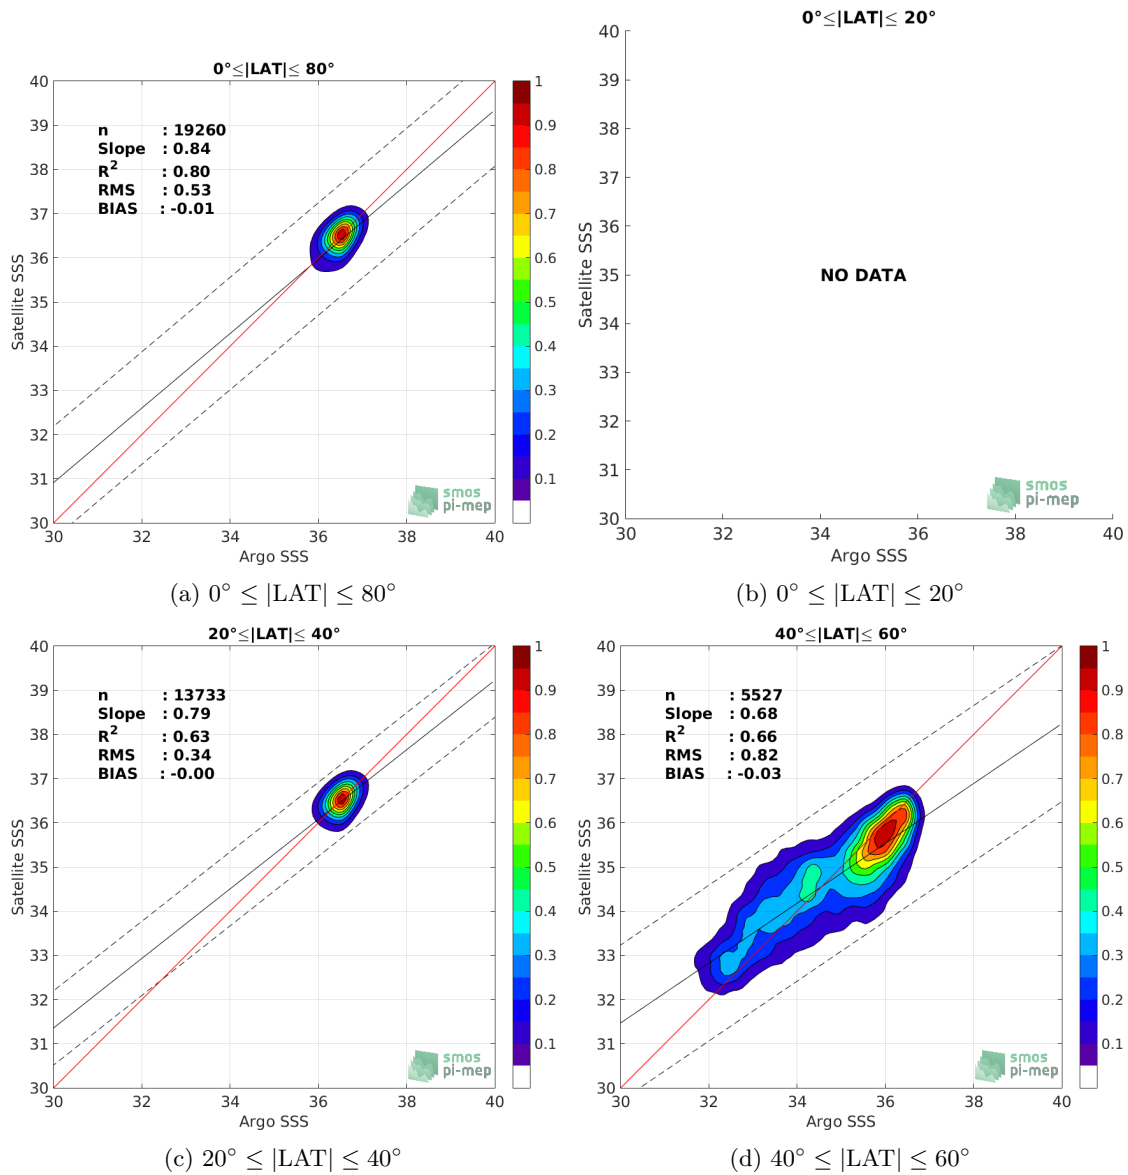 0°≤|LAT|≤ 80°
40
39
38
37
36
35
34
33
32
31
30
Satellite SSS
n : 19260
Slope : 0.84
R² : 0.80
RMS : 0.53
BIAS : -0.01
smos
pi-mep
30 32 34 36 38 40
Argo SSS
1
0.9
0.8
0.7
0.6
0.5
0.4
0.3
0.2
0.1
(a) 0° ≤ |LAT| ≤ 80°
0°≤|LAT|≤ 20°
40
39
38
37
36
35
34
33
32
31
30
Satellite SSS
NO DATA
smos
pi-mep
30 32 34 36 38 40
Argo SSS
(b) 0° ≤ |LAT| ≤ 20°
20°≤|LAT|≤ 40°
40
39
38
37
36
35
34
33
32
31
30
Satellite SSS
n : 13733
Slope : 0.79
R² : 0.63
RMS : 0.34
BIAS : -0.00
smos
pi-mep
30 32 34 36 38 40
Argo SSS
1
0.9
0.8
0.7
0.6
0.5
0.4
0.3
0.2
0.1
(c) 20° ≤ |LAT| ≤ 40°
40°≤|LAT|≤ 60°
40
39
38
37
36
35
34
33
32
31
30
Satellite SSS
n : 5527
Slope : 0.68
R² : 0.66
RMS : 0.82
BIAS : -0.03
smos
pi-mep
30 32 34 36 38 40
Argo SSS
1
0.9
0.8
0.7
0.6
0.5
0.4
0.3
0.2
0.1
(d) 40° ≤ |LAT| ≤ 60°